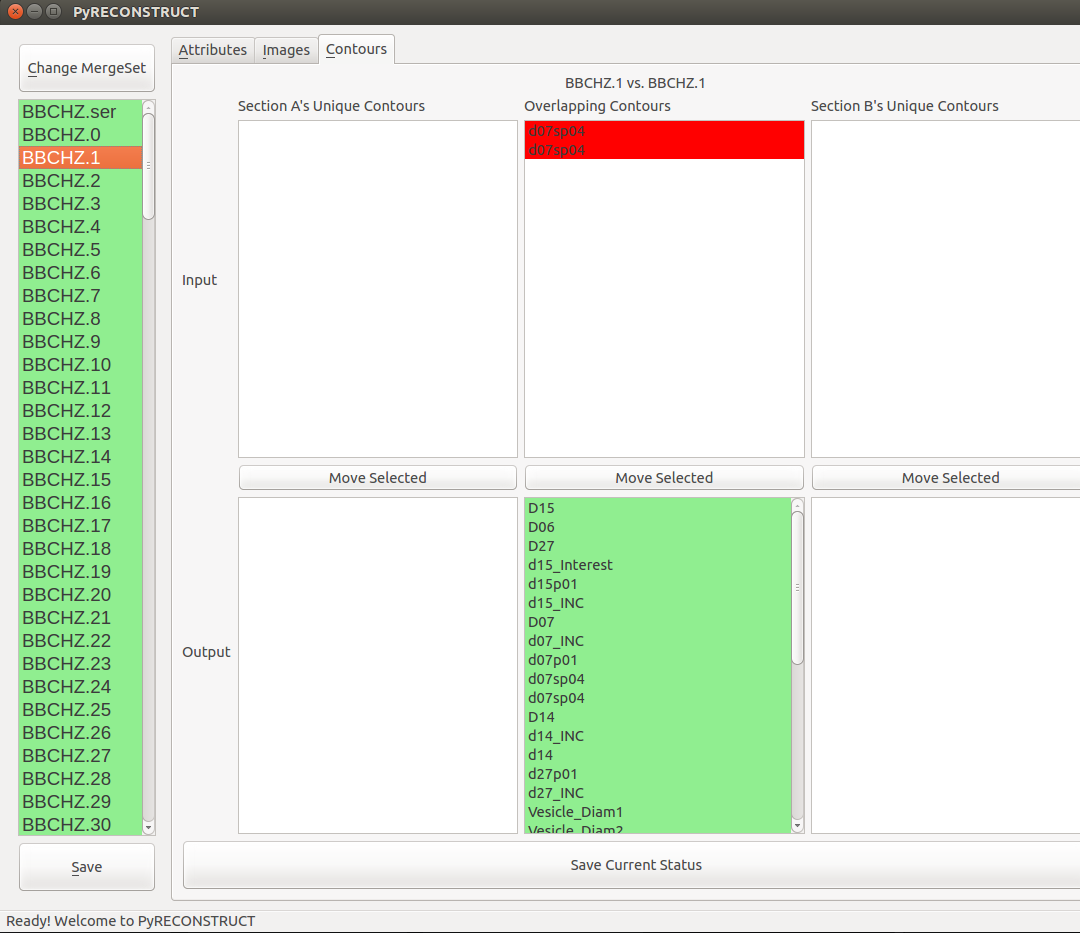 PyRECONSTRUCT
Change MergeSet
BBCHZ.ser
BBCHZ.0
BBCHZ.1
BBCHZ.2
BBCHZ.3
BBCHZ.4
BBCHZ.5
BBCHZ.6
BBCHZ.7
BBCHZ.8
BBCHZ.9
BBCHZ.10
BBCHZ.11
BBCHZ.12
BBCHZ.13
BBCHZ.14
BBCHZ.15
BBCHZ.16
BBCHZ.17
BBCHZ.18
BBCHZ.19
BBCHZ.20
BBCHZ.21
BBCHZ.22
BBCHZ.23
BBCHZ.24
BBCHZ.25
BBCHZ.26
BBCHZ.27
BBCHZ.28
BBCHZ.29
BBCHZ.30
Save
Attributes Images Contours
BBCHZ.1 vs. BBCHZ.1
Section A's Unique Contours Overlapping Contours Section B's Unique Contours
Input
d07sp04
d07sp04
Move Selected Move Selected Move Selected
Output
D15
D06
D27
d15_Interest
d15p01
d15_INC
D07
d07_INC
d07p01
d07sp04
d07sp04
D14
d14_INC
d14
d27p01
d27_INC
Vesicle_Diam1
Vesicle_Diam2
Save Current Status
Ready! Welcome to PyRECONSTRUCT